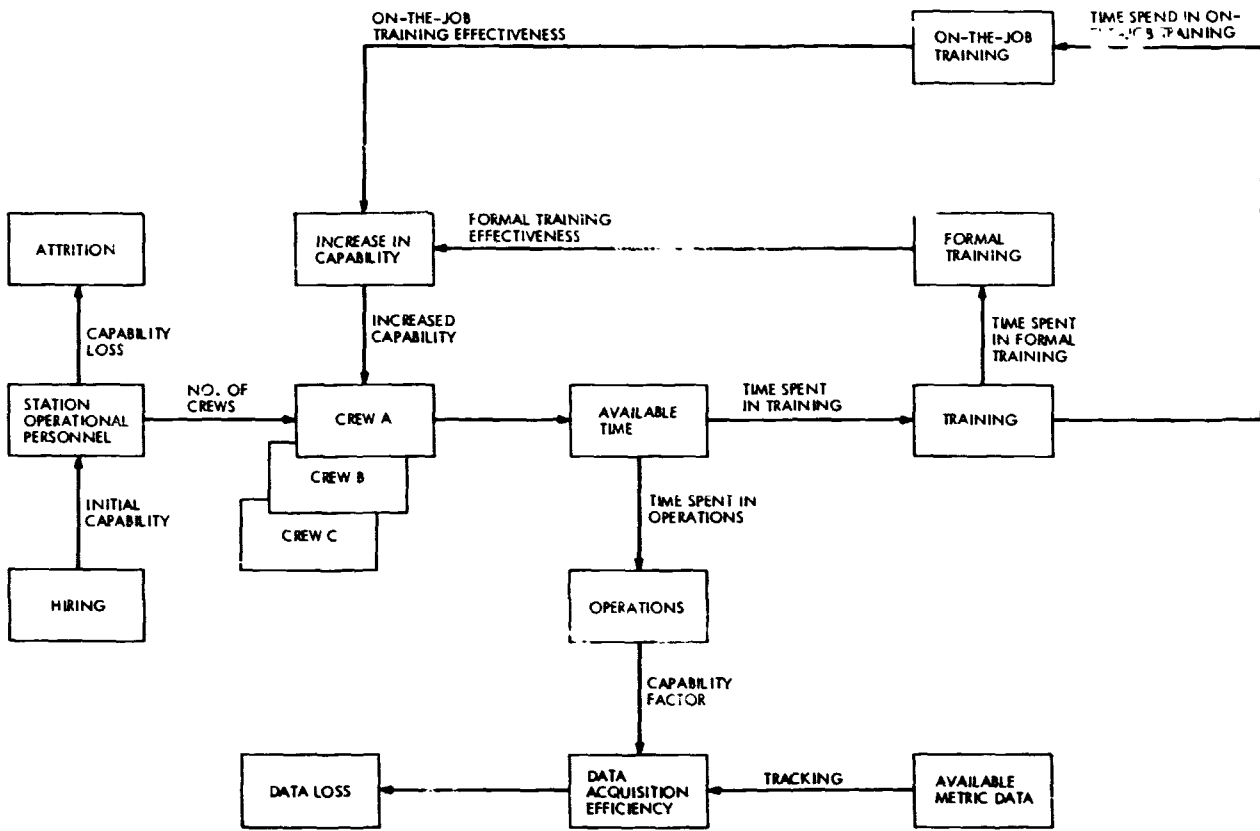 ON-THE-JOB
TRAINING EFFECTIVENESS
ON-THE-JOB
TRAINING
TIME SPEND IN ON-
JOB TRAINING
ATTRITION
INCREASE IN
CAPABILITY
FORMAL TRAINING
EFFECTIVENESS
FORMAL
TRAINING
CAPABILITY
LOSS
INCREASED
CAPABILITY
TIME SPENT
IN FORMAL
TRAINING
STATION
OPERATIONAL
PERSONNEL
NO. OF
CREWS
CREW A
AVAILABLE
TIME
TIME SPENT
IN TRAINING
TRAINING
CREW B
CREW C
INITIAL
CAPABILITY
TIME SPENT IN
OPERATIONS
HIRING
OPERATIONS
CAPABILITY
FACTOR
DATA LOSS
DATA
ACQUISITION
EFFICIENCY
TRACKING
AVAILABLE
METRIC DATA